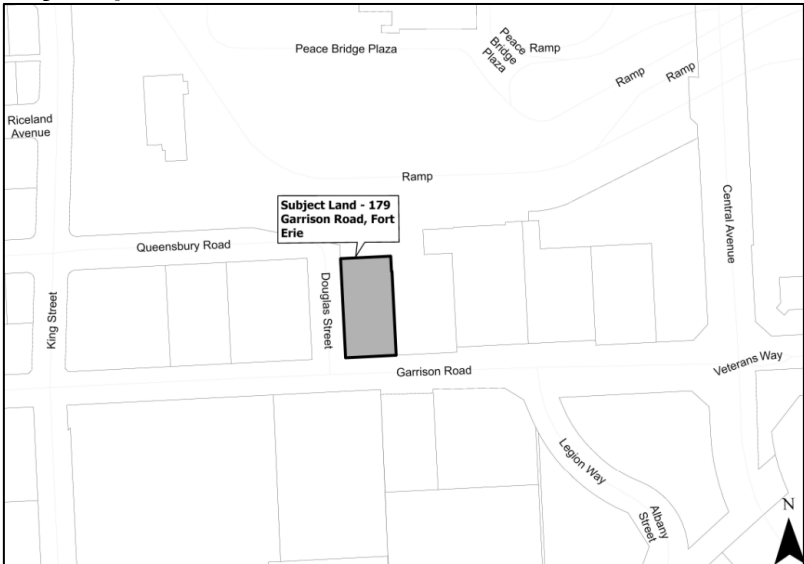 Peace Bridge Plaza
Peace
Bridge
Plaza
Ramp
Ramp
Ramp
Riceland
Avenue
Ramp
Subject Land - 179
Garrison Road, Fort
Erie
Queensbury Road
Central Avenue
King Street
Douglas Street
Garrison Road
Veterans Way
Legion Way
Albany
Street
N